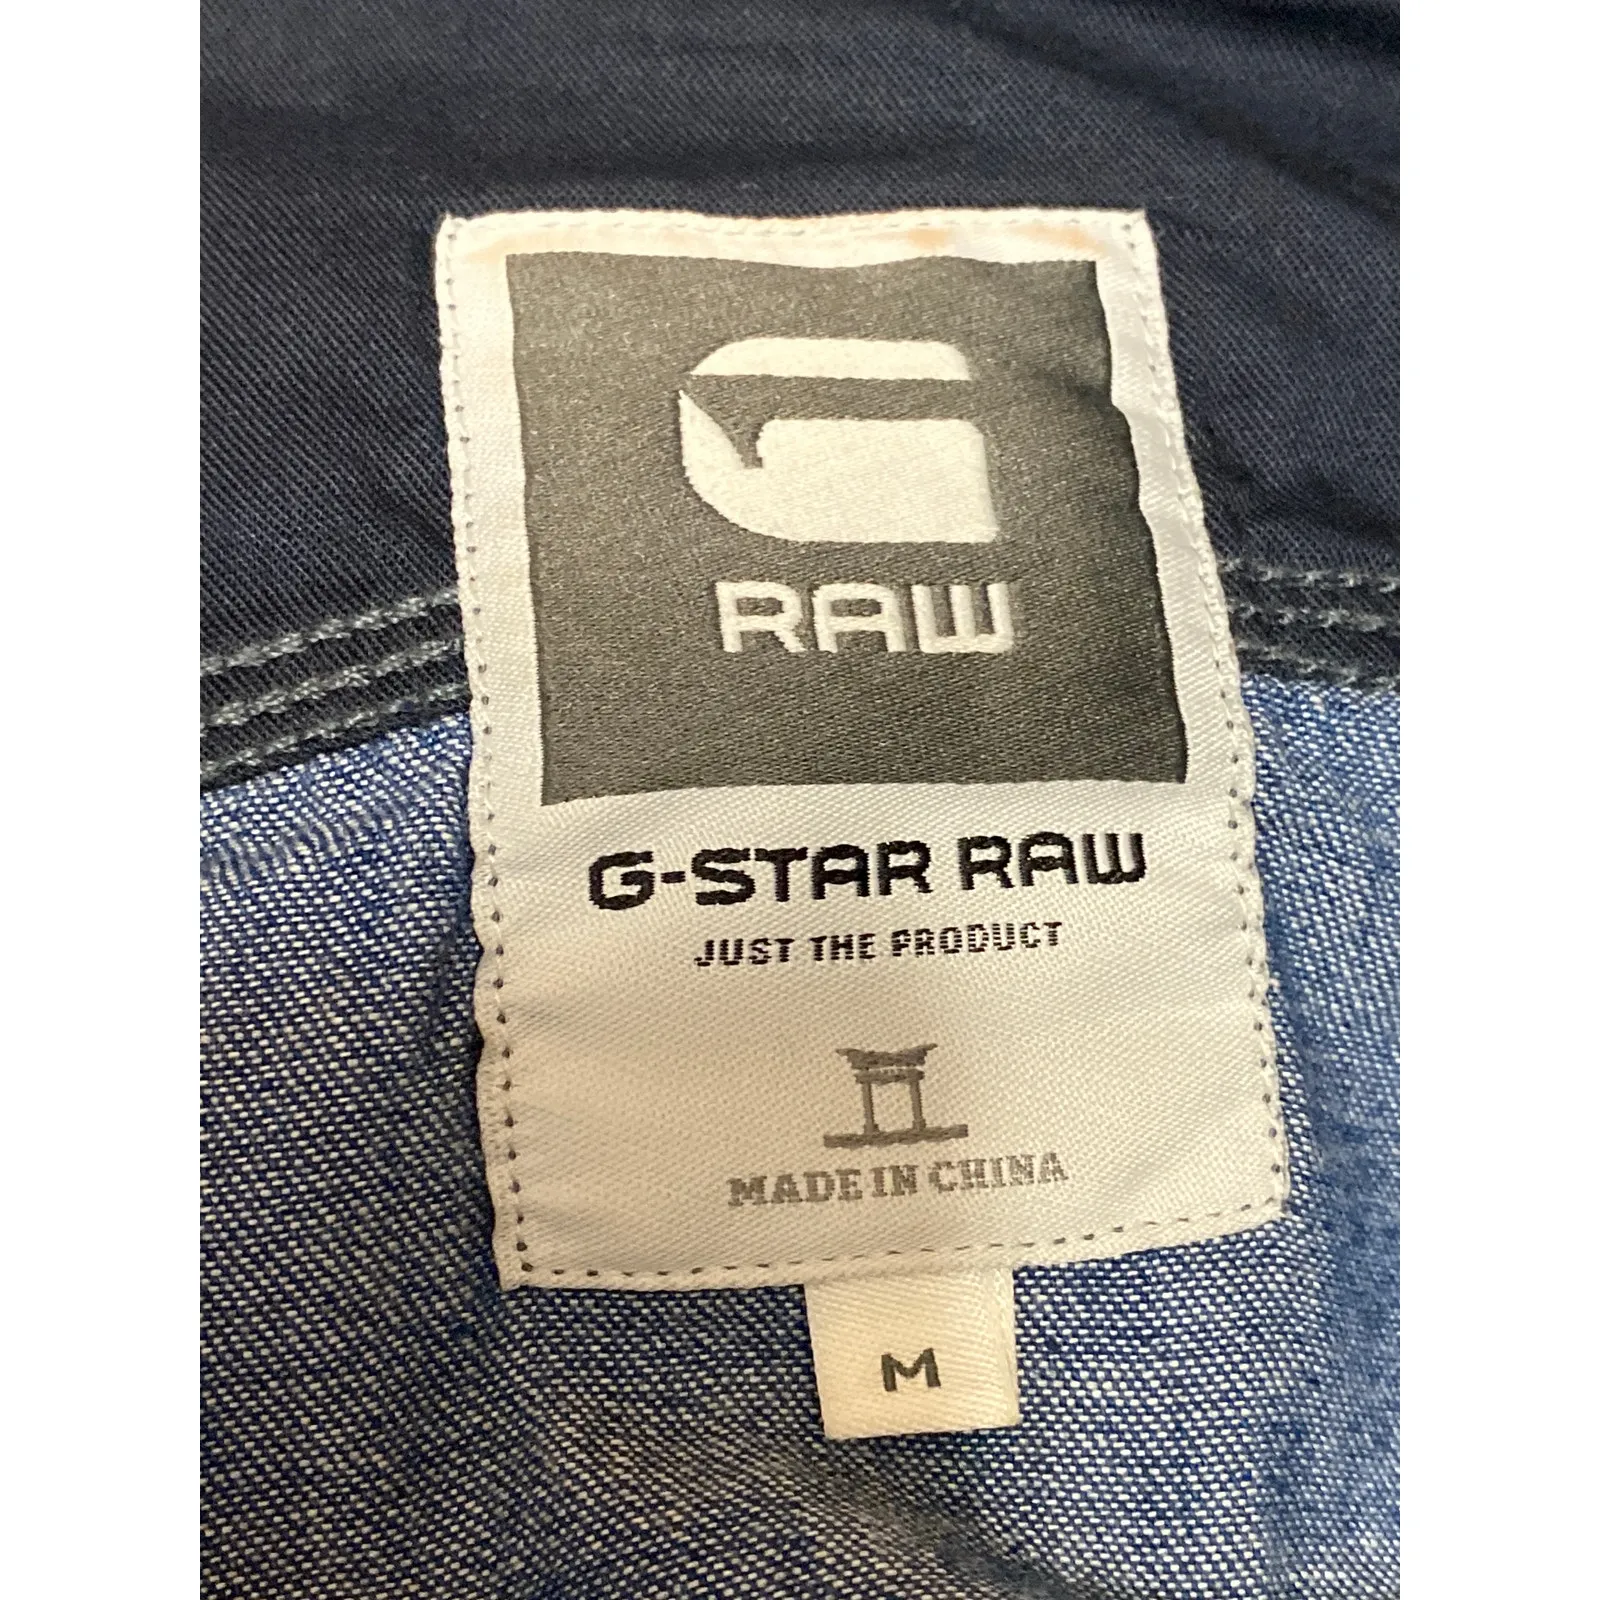 G
RAW
G-STAR RAW
JUST THE PRODUCT
MADE IN CHINA
M